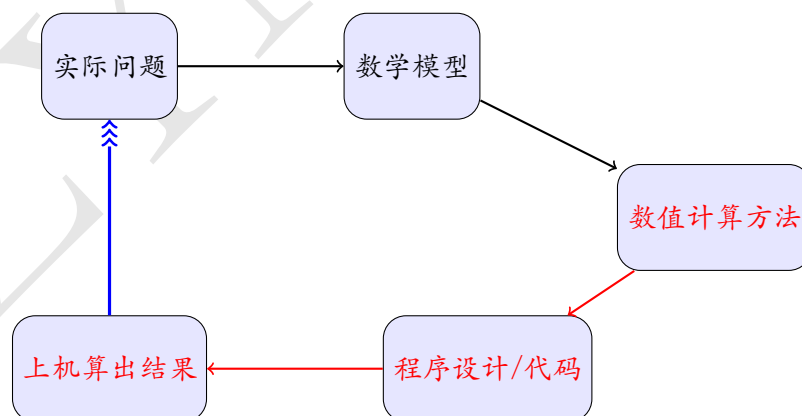 实际问题
数学模型
数值计算方法
程序设计/代码
上机算出结果